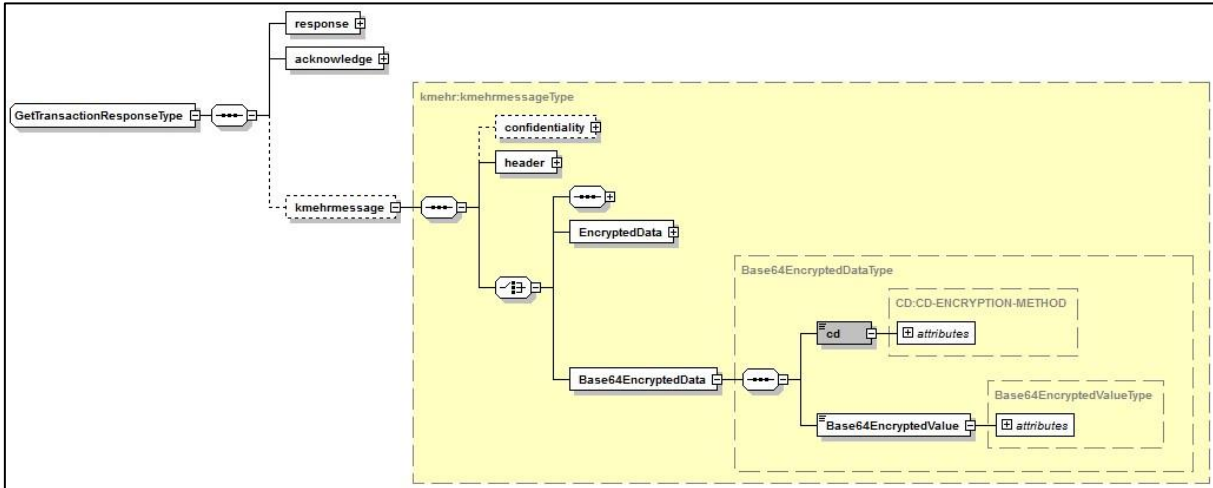 response
acknowledge
GetTransactionResponseType
kmehr:kmehrmessageType
confidentiality
header
kmehrmessage
EncryptedData
Base64EncryptedDataType
CD:CD-ENCRYPTION-METHOD
cd
attributes
Base64EncryptedData
Base64EncryptedValueType
Base64EncryptedValue
attributes